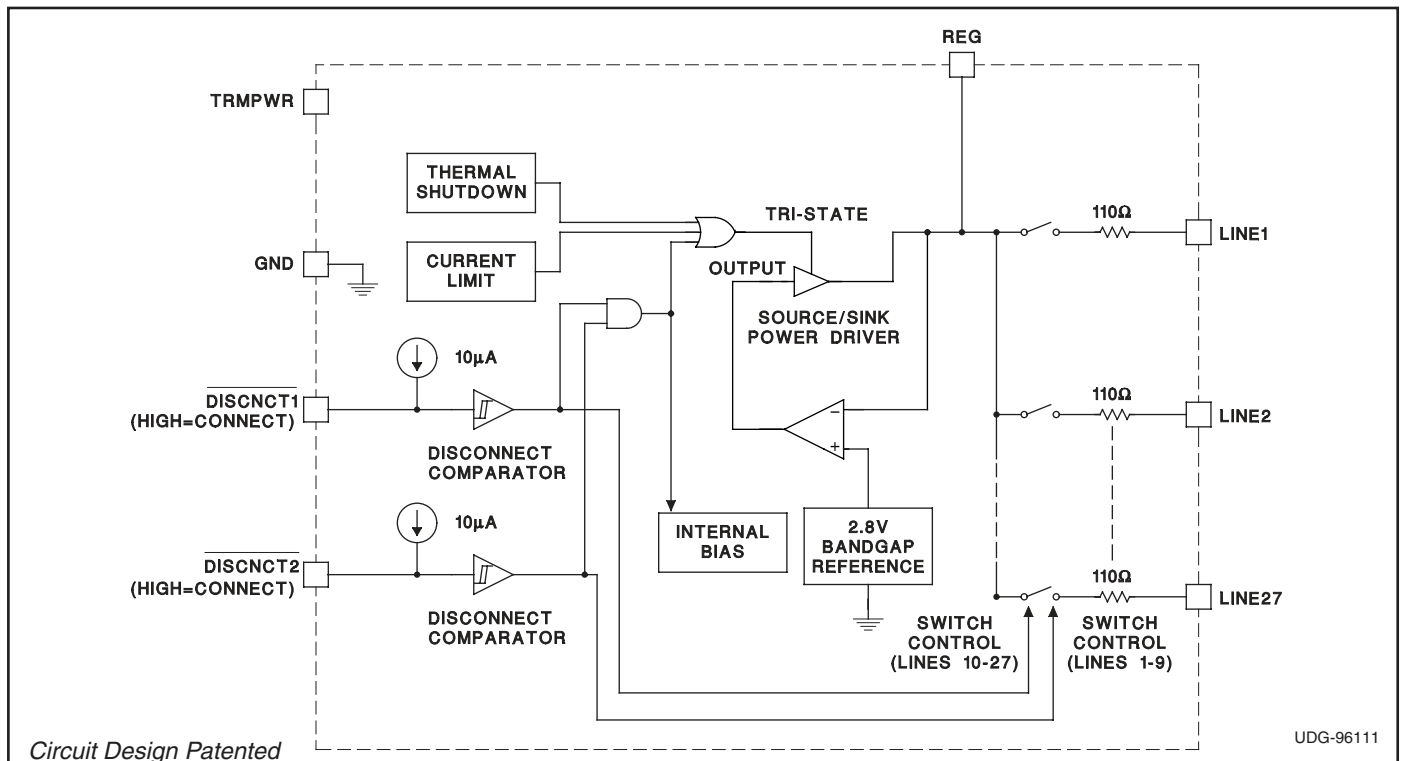 REG
TRMPWR
THERMAL
SHUTDOWN
TRI-STATE
110Ω
LINE1
GND
CURRENT
LIMIT
OUTPUT
SOURCE/SINK
POWER DRIVER
10µA
DISCNCT1
(HIGH=CONNECT)
DISCONNECT
COMPARATOR
−
+
110Ω
LINE2
10µA
INTERNAL
BIAS
2.8V
BANDGAP
REFERENCE
DISCNCT2
(HIGH=CONNECT)
DISCONNECT
COMPARATOR
110Ω
LINE27
SWITCH
CONTROL
(LINES 10-27)
SWITCH
CONTROL
(LINES 1-9)
Circuit Design Patented
UDG-96111